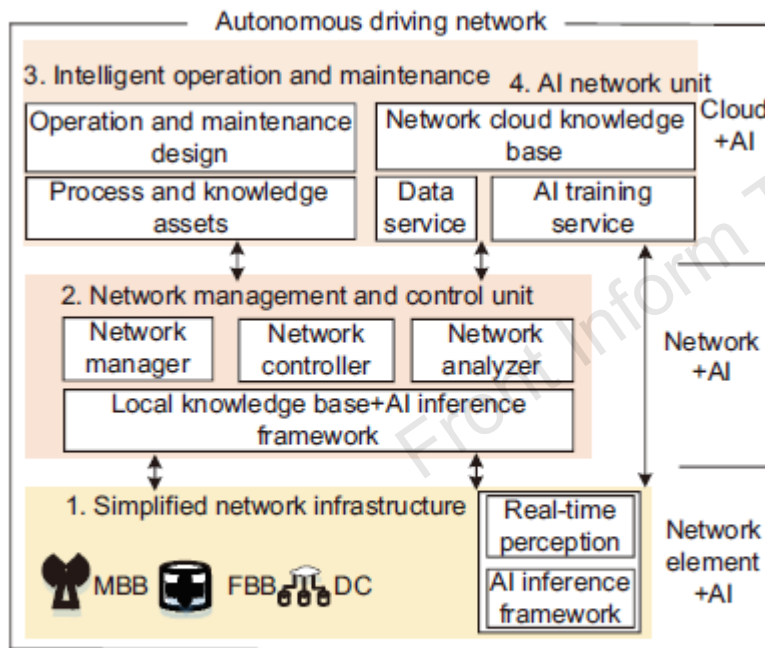 Autonomous driving network
3. Intelligent operation and maintenance
4. AI network unit
Cloud
+AI
Operation and maintenance
design
Network cloud knowledge
base
Process and knowledge
assets
Data
service
AI training
service
2. Network management and control unit
Network
manager
Network
controller
Network
analyzer
Network
+AI
Local knowledge base+AI inference
framework
1. Simplified network infrastructure
Real-time
perception
Network
element
+AI
MBB
FBB
DC
AI inference
framework
Front Inform T